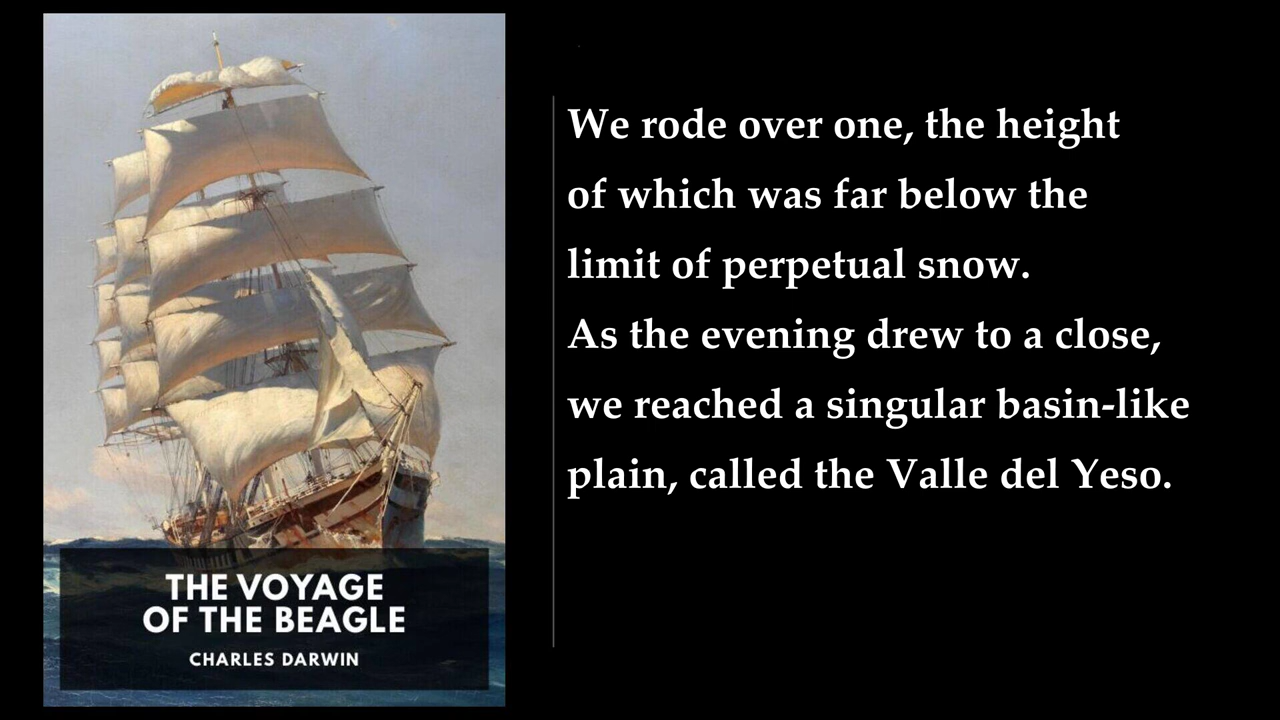 THE VOYAGE
OF THE BEAGLE
CHARLES DARWIN
We rode over one, the height
of which was far below the
limit of perpetual snow.
As the evening drew to a close,
we reached a singular basin-like
plain, called the Valle del Yeso.